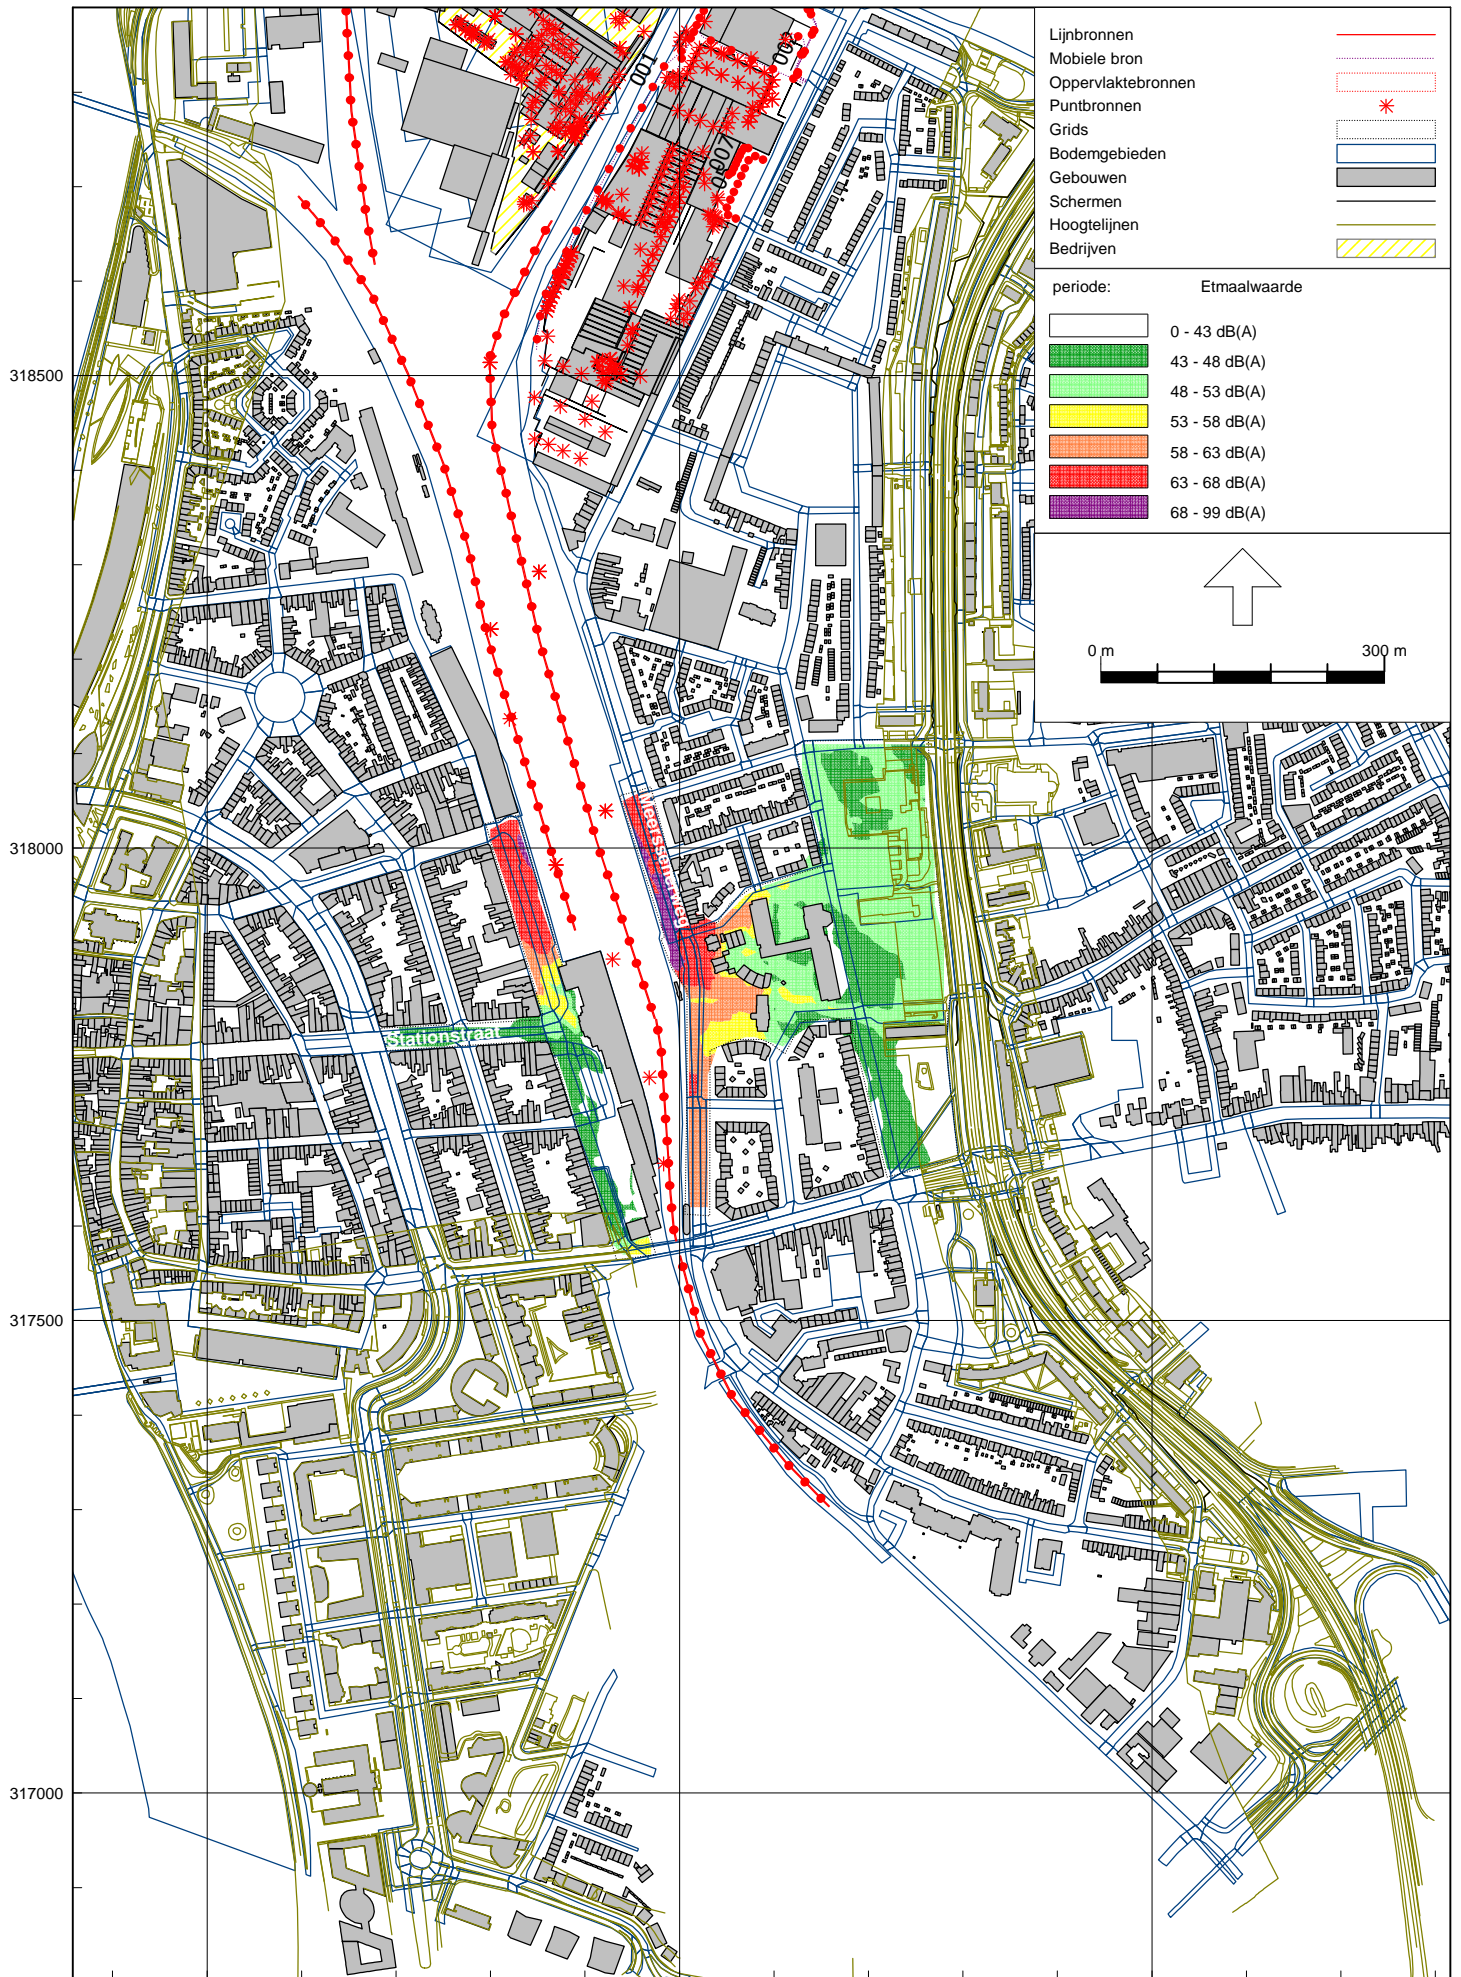 Lijnbronnen
Mobiele bron
Oppervlaktebronnen
Puntbronnen
Grids
Bodemgebieden
Gebouwen
Schermen
Hoogtelijnen
Bedrijven
periode: Etmaalwaarde
0 - 43 dB(A)
43 - 48 dB(A)
48 - 53 dB(A)
53 - 58 dB(A)
58 - 63 dB(A)
63 - 68 dB(A)
68 - 99 dB(A)
0 m 300 m
001
002
007
318500
318000
317500
317000
Meerssenerweg
Stationstraat